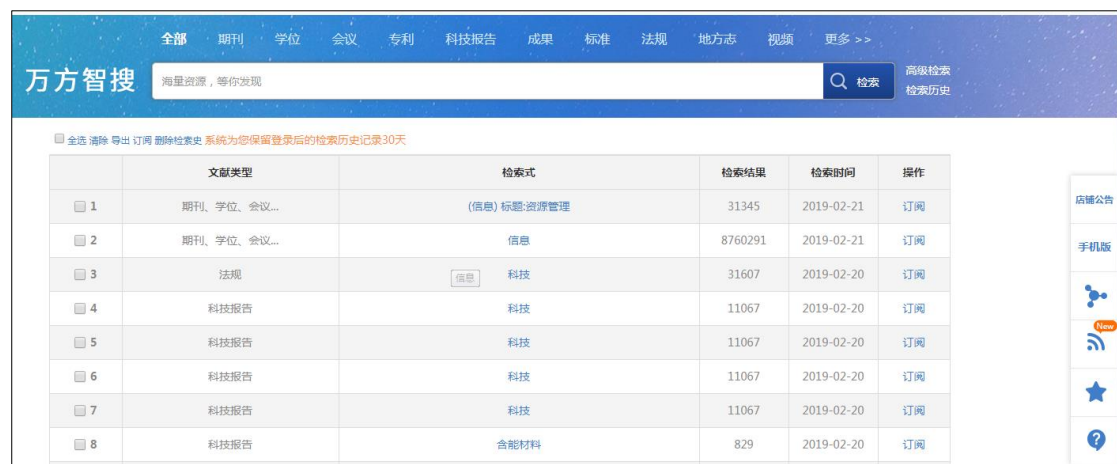 全部 期刊 学位 会议 专利 科技报告 成果 标准 法规 地方志 视频 更多 >>
万方智搜 海量资源，等你发现 检索 高级检索
检索历史
全选 清除 导出 订阅 删除检索史 系统为您保留登录后的检索历史记录30天
文献类型 检索式 检索结果 检索时间 操作
1 期刊、学位、会议... (信息) 标题:资源管理 31345 2019-02-21 订阅
2 期刊、学位、会议... 信息 8760291 2019-02-21 订阅
3 法规 信息 科技 31607 2019-02-20 订阅
4 科技报告 科技 11067 2019-02-20 订阅
5 科技报告 科技 11067 2019-02-20 订阅
6 科技报告 科技 11067 2019-02-20 订阅
7 科技报告 科技 11067 2019-02-20 订阅
8 科技报告 含能材料 829 2019-02-20 订阅
店铺公告
手机版
New